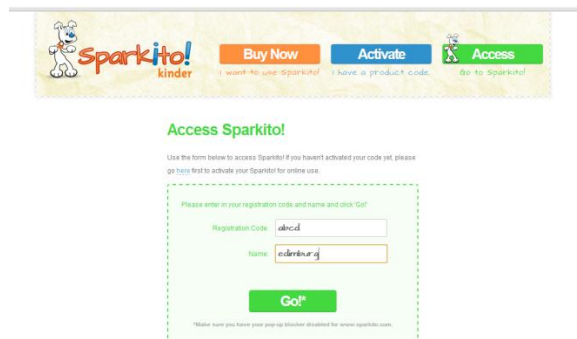 Sparkito!
kinder
Buy Now
I want to use Sparkito!
Activate
I have a product code
Access
Go to Sparkito!
Access Sparkito!
Use the form below to access Sparkito! If you haven't activated your code yet, please
go here first to activate your Sparkito! for online use.
Please enter in your registration code and name and click 'Go!'
Registration Code: abcd
Name: edimburg
Go!*
*Make sure you have your pop-up blocker disabled for www.sparkito.com.